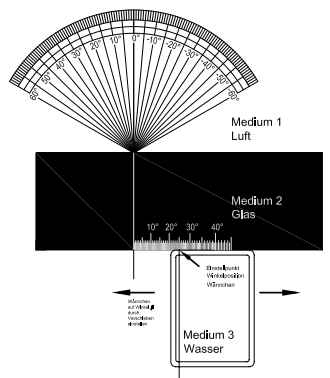 60°
50°
40°
30°
20°
10°
0°
-10°
-20°
-30°
-40°
-50°
-60°
Medium 1
Luft
Medium 2
Glas
10° 20° 30° 40°
Einstellpunkt
Winkelposition
Wännchen
Wännchen
auf Winkel β
durch
Verschieben
einstellen
Medium 3
Wasser